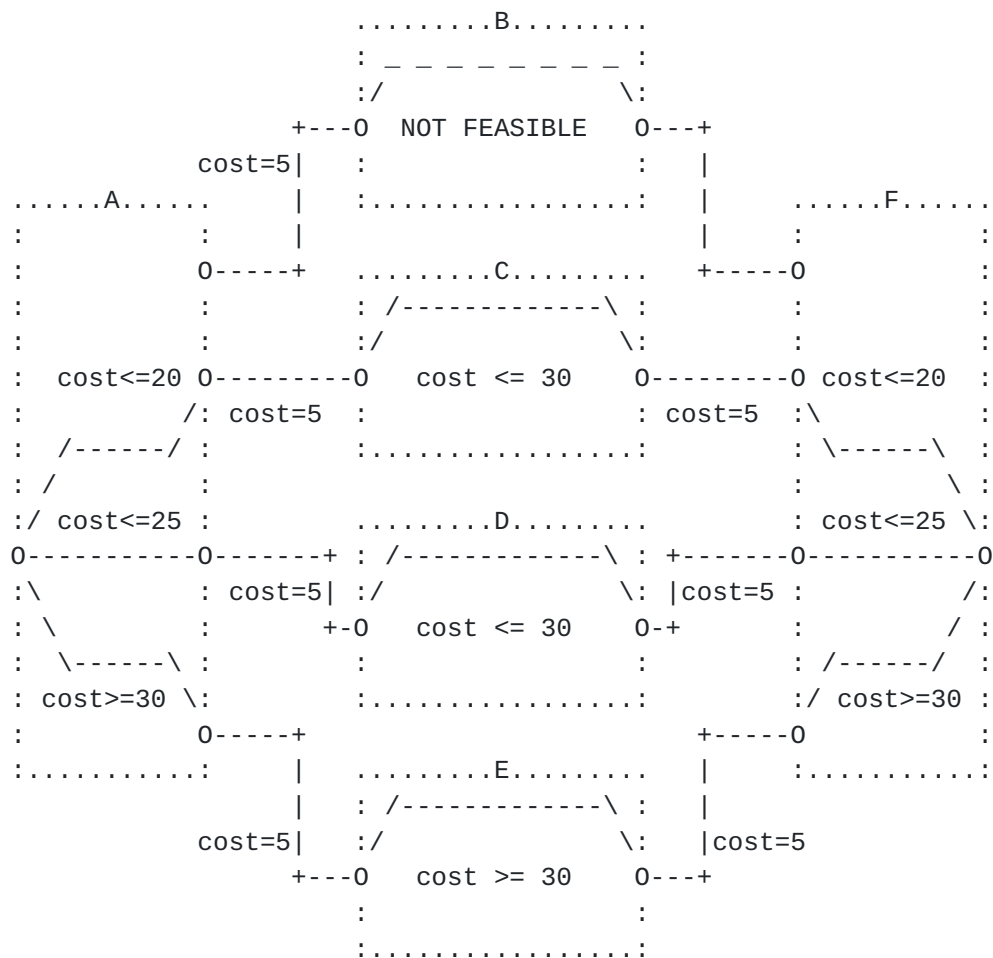 .........B.........
                      : _ _ _ _ _ _ _ _ :
                      :/               \:
                  +---O  NOT FEASIBLE   O---+
            cost=5|   :                 :   |
......A......     |   :.................:   |     ......F......
:           :     |                         |     :           :
:           O-----+   .........C.........   +-----O           :
:           :         : /-------------\ :         :           :
:           :         :/               \:         :           :
:  cost<=20 O---------O   cost <= 30    O---------O cost<=20  :
:          /: cost=5  :                 : cost=5  :\          :
:  /------/ :         :.................:         : \------\  :
: /         :                                     :         \ :
:/ cost<=25 :         .........D.........         : cost<=25 \:
O-----------O-------+ : /-------------\ : +-------O-----------O
:\          : cost=5| :/               \: |cost=5 :          /:
: \         :       +-O   cost <= 30    O-+       :         / :
:  \------\ :         :                 :         : /------/  :
: cost>=30 \:         :.................:         :/ cost>=30 :
:           O-----+                         +-----O           :
:...........:     |   .........E.........   |     :...........:
                  |   : /-------------\ :   |
            cost=5|   :/               \:   |cost=5
                  +---O   cost >= 30    O---+
                      :                 :
                      :.................: